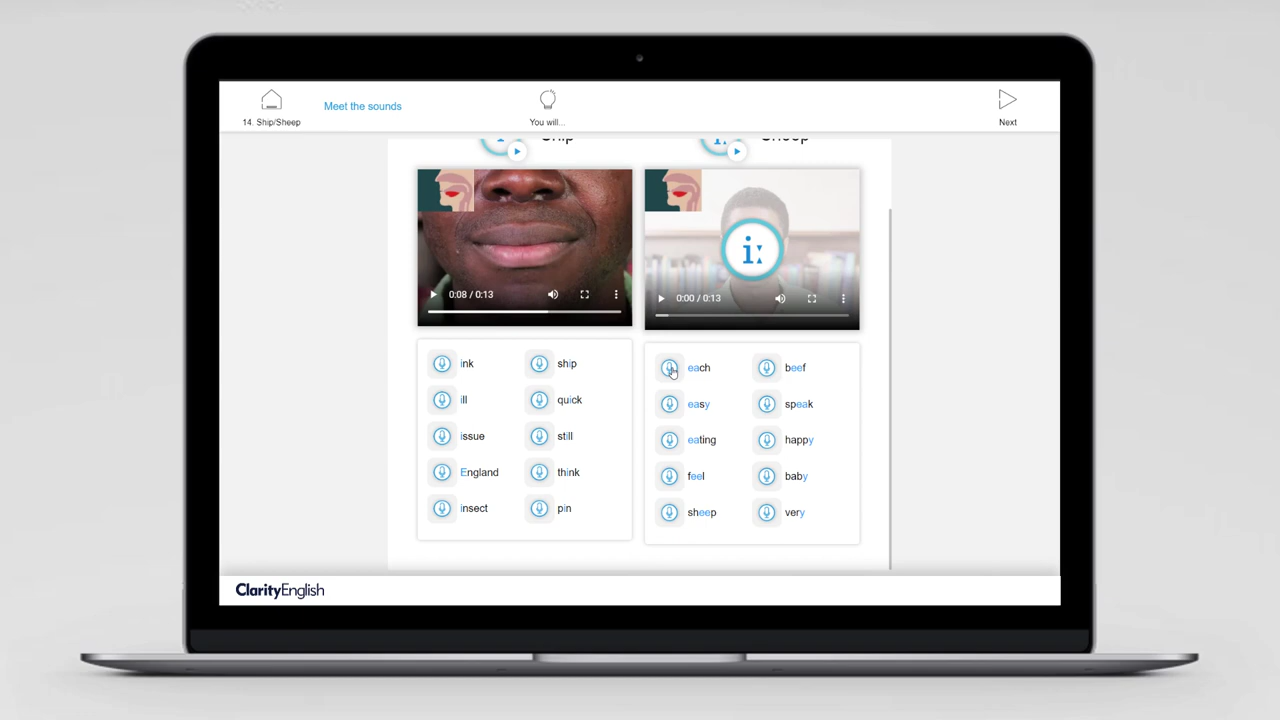 Meet the sounds
14. Ship/Sheep
You will...
Next
Ship
Sheep
i:
0:08 / 0:13
0:00 / 0:13
ink
ship
ill
quick
issue
still
England
think
insect
pin
each
beef
easy
speak
eating
happy
feel
baby
sheep
very
ClarityEnglish